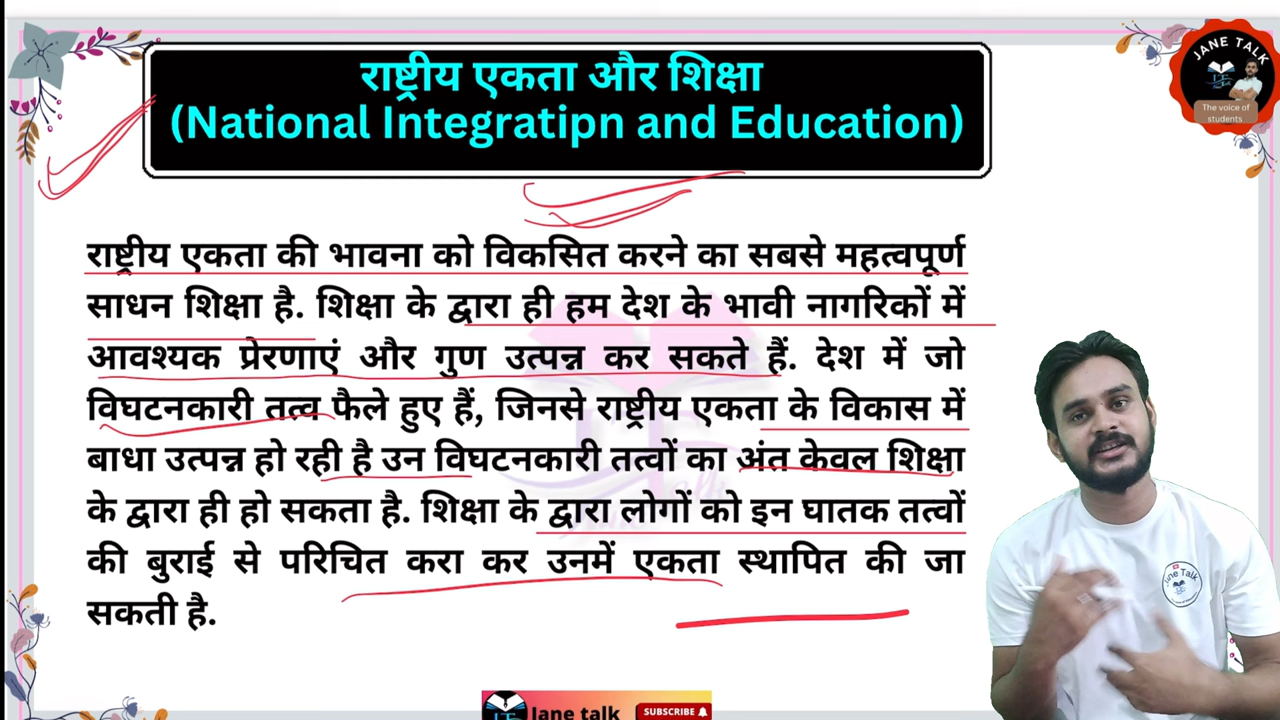 राष्ट्रीय एकता और शिक्षा
(National Integratipn and Education)
JANE TALK
The voice of
students
राष्ट्रीय एकता की भावना को विकसित करने का सबसे महत्वपूर्ण
साधन शिक्षा है. शिक्षा के द्वारा ही हम देश के भावी नागरिकों में
आवश्यक प्रेरणाएं और गुण उत्पन्न कर सकते हैं. देश में जो
विघटनकारी तत्व फैले हुए हैं, जिनसे राष्ट्रीय एकता के विकास में
बाधा उत्पन्न हो रही है उन विघटनकारी तत्वों का अंत केवल शिक्षा
के द्वारा ही हो सकता है. शिक्षा के द्वारा लोगों को इन घातक तत्वों
की बुराई से परिचित करा कर उनमें एकता स्थापित की जा
सकती है.
Jane Talk
Jane talk
SUBSCRIBE